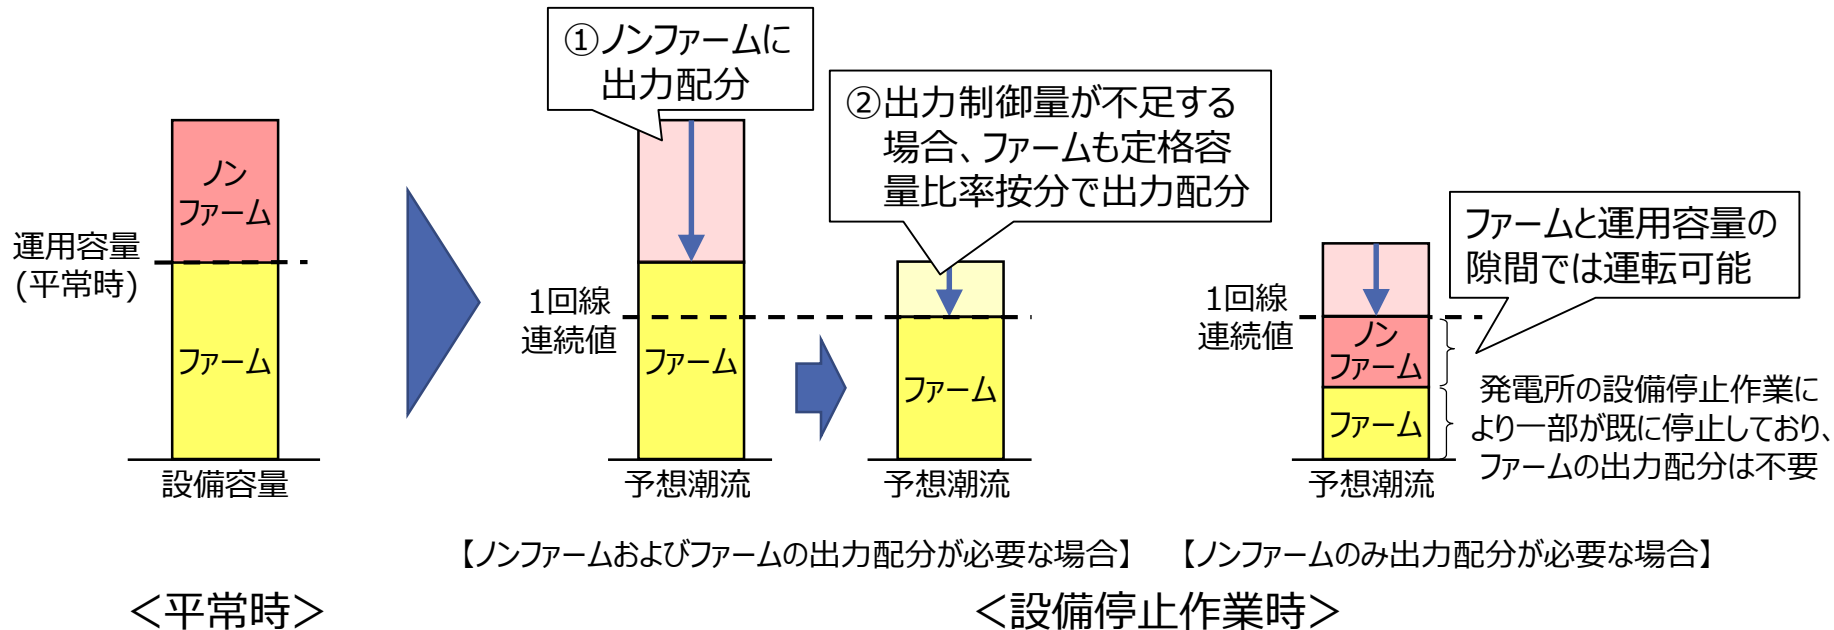 ①ノンファームに
出力配分
②出力制御量が不足する
場合、ファームも定格容
量比率按分で出力配分
ノン
ファーム
運用容量
(平常時)
ファーム
設備容量
1回線
連続値
ファーム
予想潮流
ファーム
予想潮流
ファームと運用容量の
隙間では運転可能
1回線
連続値
ノン
ファーム
ファーム
予想潮流
発電所の設備停止作業に
より一部が既に停止しており、
ファームの出力配分は不要
【ノンファームおよびファームの出力配分が必要な場合】
【ノンファームのみ出力配分が必要な場合】
＜平常時＞
＜設備停止作業時＞